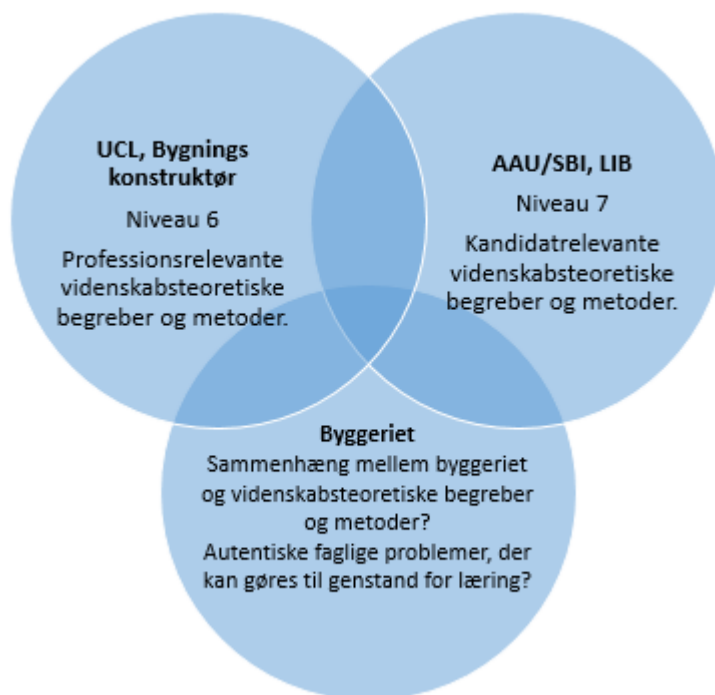 UCL, Bygnings
konstruktør
Niveau 6
Professionsrelevante
videnskabsteoretiske
begreber og metoder.
AAU/SBI, LIB
Niveau 7
Kandidatrelevante
videnskabsteoretiske
begreber og metoder.
Byggeriet
Sammenhæng mellem byggeriet
og videnskabsteoretiske begreber
og metoder?
Autentiske faglige problemer, der
kan gøres til genstand for læring?